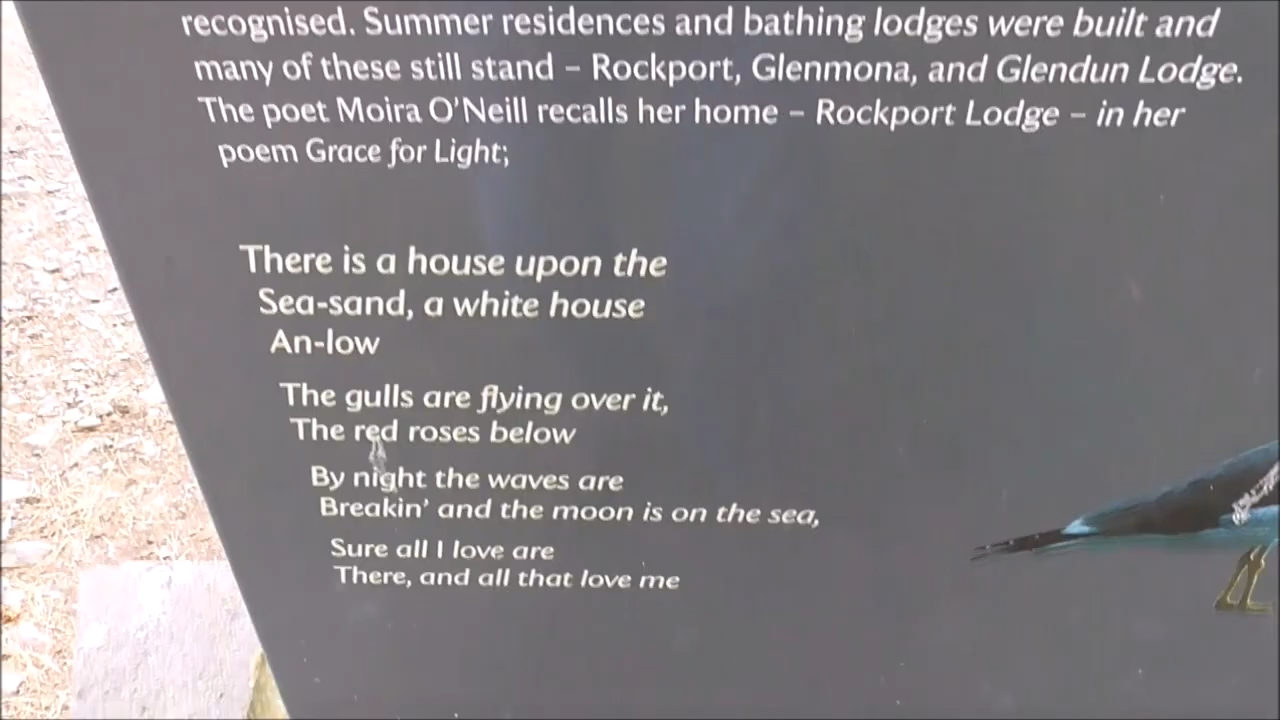 recognised. Summer residences and bathing lodges were built and
many of these still stand – Rockport, Glenmona, and Glendun Lodge.
The poet Moira O'Neill recalls her home – Rockport Lodge – in her
poem Grace for Light;
There is a house upon the
Sea-sand, a white house
An-low
The gulls are flying over it,
The red roses below
By night the waves are
Breakin' and the moon is on the sea,
Sure all I love are
There, and all that love me